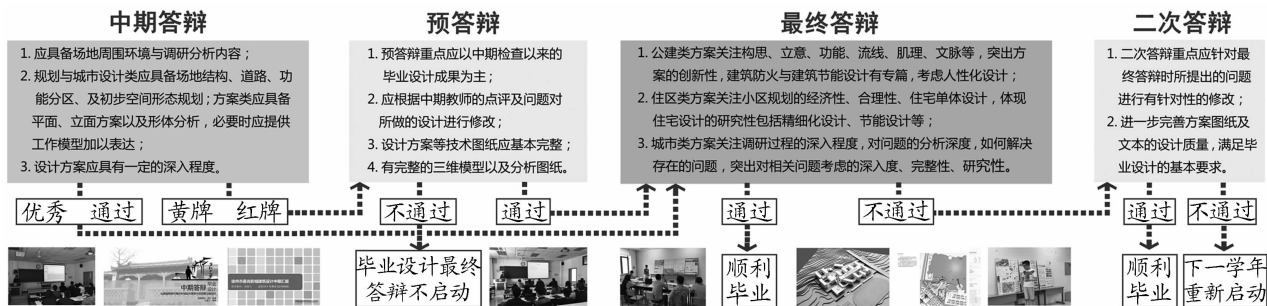 中期答辩
1. 应具备场地周围环境与调研分析内容；
2. 规划与城市设计类应具备场地结构、道路、功
能分区、及初步空间形态规划；方案类应具备
平面、立面方案以及形体分析，必要时应提供
工作模型加以表达；
3. 设计方案应具有一定的深入程度。
优秀 通过
黄牌 红牌
预答辩
1. 预答辩重点应以中期检查以来的
毕业设计成果为主；
2. 应根据中期教师的点评及问题对
所做的设计进行修改；
3. 设计方案等技术图纸应基本完整；
4. 有完整的三维模型以及分析图纸。
不通过
通过
毕业设计最终
答辩不启动
最终答辩
1. 公建类方案关注构思、立意、功能、流线、肌理、文脉等，突出方
案的创新性，建筑防火与建筑节能设计有专篇，考虑人性化设计；
2. 住区类方案关注小区规划的经济性、合理性、住宅单体设计，体现
住宅设计的研究性包括精细化设计、节能设计等；
3. 城市类方案关注调研过程的深入程度，对问题的分析深度，如何解决
存在的问题，突出对相关问题考虑的深入度、完整性、研究性。
通过
不通过
顺利
毕业
二次答辩
1. 二次答辩重点应针对最
终答辩时所提出的问题
进行有针对性的修改；
2. 进一步完善方案图纸及
文本的设计质量，满足毕
业设计的基本要求。
通过
不通过
顺利
毕业
下一学年
重新启动
中期答辩